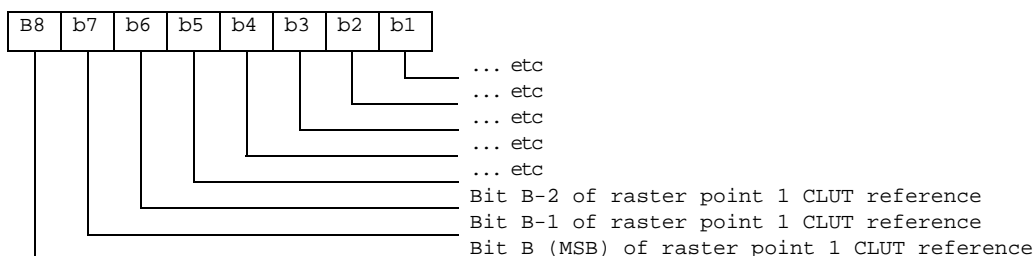 B8 b7 b6 b5 b4 b3 b2 b1
... etc
... etc
... etc
... etc
... etc
Bit B-2 of raster point 1 CLUT reference
Bit B-1 of raster point 1 CLUT reference
Bit B (MSB) of raster point 1 CLUT reference